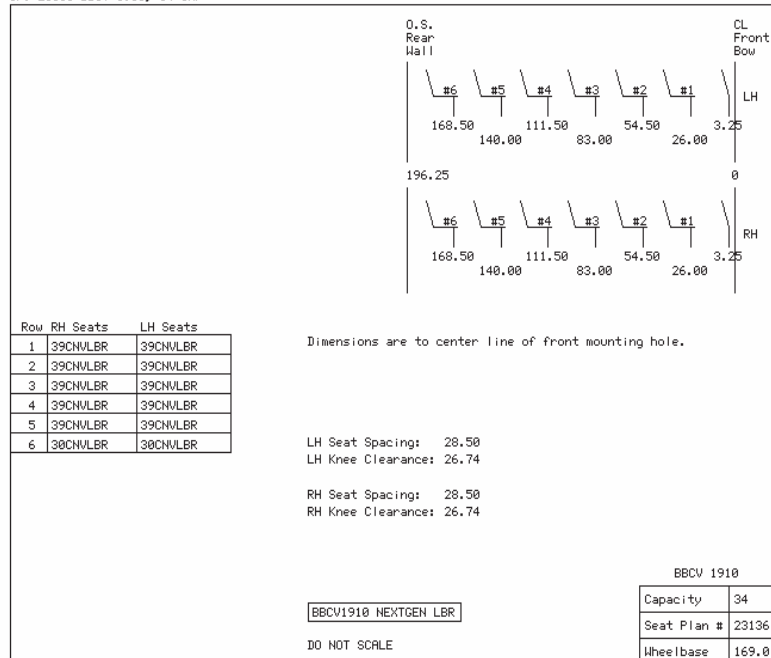 O.S. Rear Wall
CL Front Bow
#6 #5 #4 #3 #2 #1 LH
168.50 111.50 54.50 3.25
140.00 83.00 26.00
196.25 0
#6 #5 #4 #3 #2 #1 RH
168.50 111.50 54.50 3.25
140.00 83.00 26.00
Row RH Seats LH Seats
1 39CNVLBR 39CNVLBR
2 39CNVLBR 39CNVLBR
3 39CNVLBR 39CNVLBR
4 39CNVLBR 39CNVLBR
5 39CNVLBR 39CNVLBR
6 30CNVLBR 30CNVLBR
Dimensions are to center line of front mounting hole.
LH Seat Spacing: 28.50
LH Knee Clearance: 26.74
RH Seat Spacing: 28.50
RH Knee Clearance: 26.74
BBCV1910 NEXTGEN LBR
DO NOT SCALE
BBCV 1910
Capacity 34
Seat Plan # 23136
Wheelbase 169.0